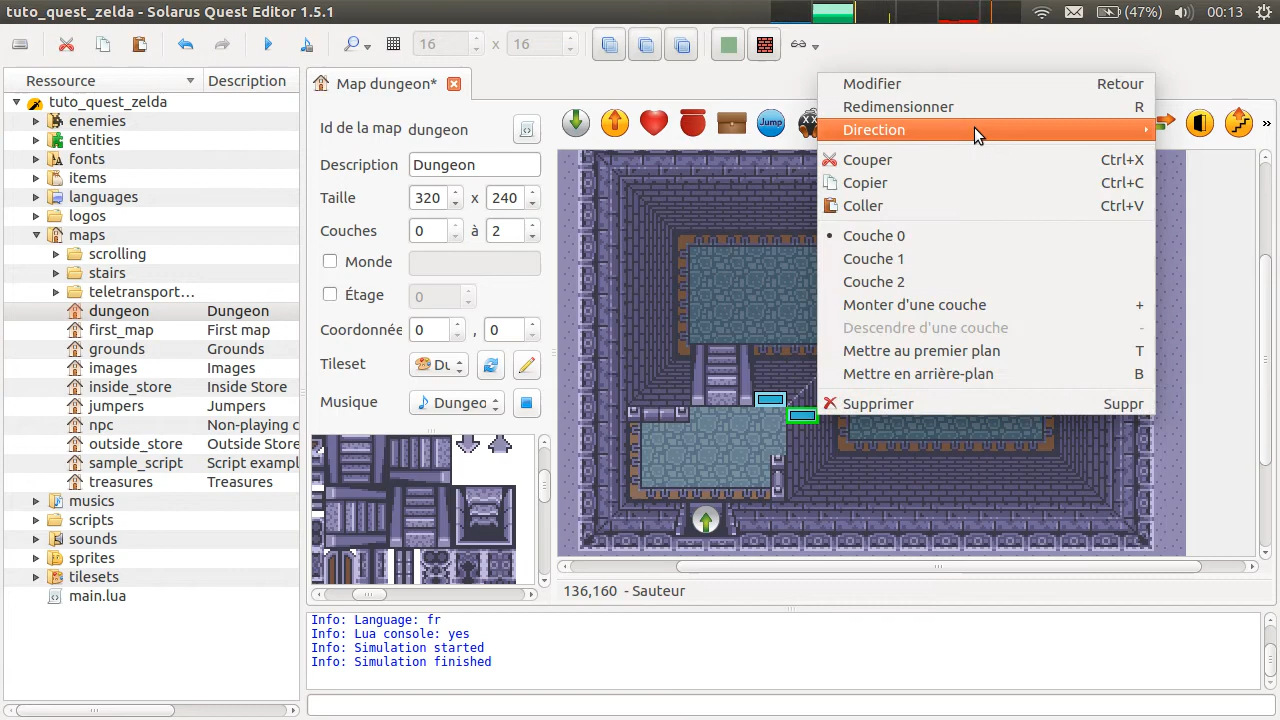 tuto_quest_zelda - Solarus Quest Editor 1.5.1
(47%)
00:13
16 x 16
Ressource
Description
tuto_quest_zelda
enemies
entities
fonts
items
languages
logos
maps
scrolling
stairs
teletransport...
dungeon Dungeon
first_map First map
grounds Grounds
images Images
inside_store Inside Store
jumpers Jumpers
npc Non-playing c
outside_store Outside Store
sample_script Script example
treasures Treasures
musics
scripts
sounds
sprites
tilesets
main.lua
Map dungeon*
Id de la map dungeon
Description Dungeon
Taille 320 x 240
Couches 0 à 2
Monde
Étage 0
Coordonnée 0 , 0
Tileset Du
Musique Dungeo
Jump
»
Modifier Retour
Redimensionner R
Direction
Couper Ctrl+X
Copier Ctrl+C
Coller Ctrl+V
Couche 0
Couche 1
Couche 2
Monter d'une couche +
Descendre d'une couche -
Mettre au premier plan T
Mettre en arrière-plan B
Supprimer Suppr
136,160 - Sauteur
Info: Language: fr
Info: Lua console: yes
Info: Simulation started
Info: Simulation finished